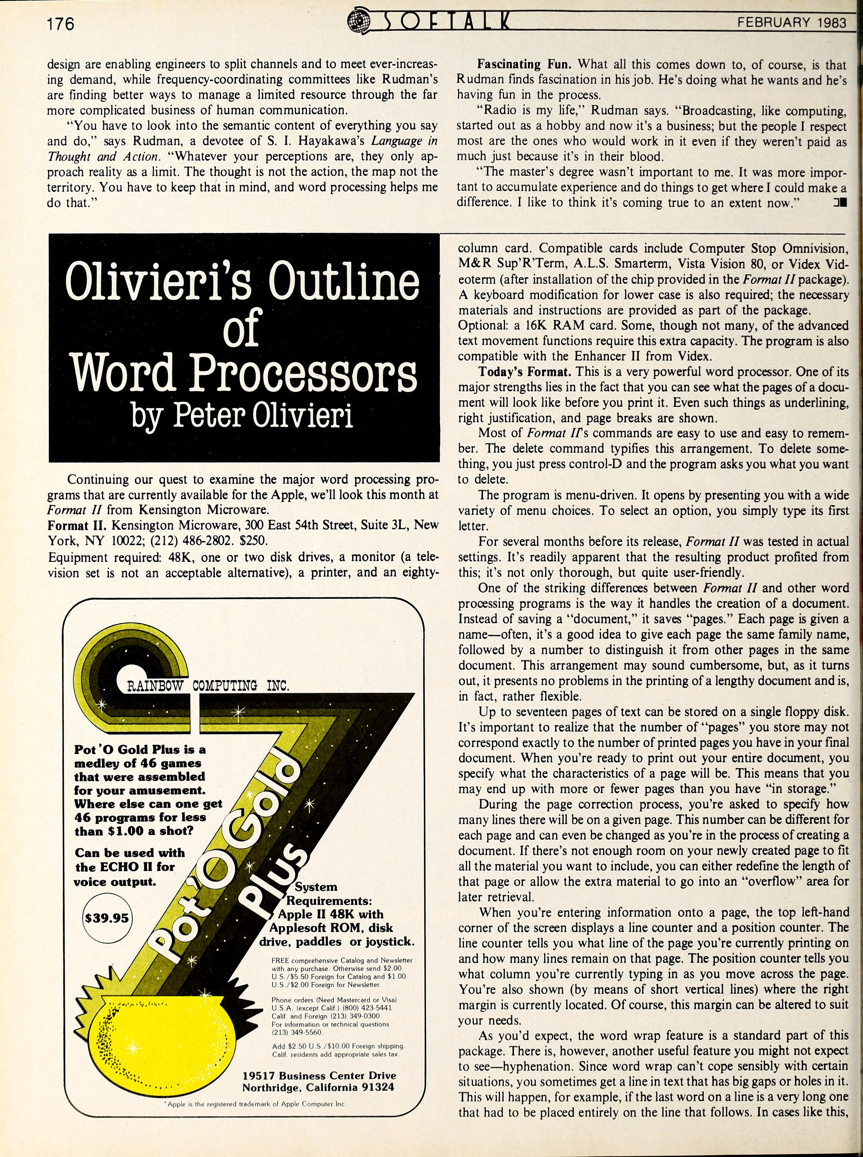 176
SOFTALK
FEBRUARY 1983
design are enabling engineers to split channels and to meet ever-increas-
ing demand, while frequency-coordinating committees like Rudman's
are finding better ways to manage a limited resource through the far
more complicated business of human communication.
"You have to look into the semantic content of everything you say
and do," says Rudman, a devotee of S. I. Hayakawa's Language in
Thought and Action. "Whatever your perceptions are, they only ap-
proach reality as a limit. The thought is not the action, the map not the
territory. You have to keep that in mind, and word processing helps me
do that."
Fascinating Fun. What all this comes down to, of course, is that
Rudman finds fascination in his job. He's doing what he wants and he's
having fun in the process.
"Radio is my life," Rudman says. "Broadcasting, like computing,
started out as a hobby and now it's a business; but the people I respect
most are the ones who would work in it even if they weren't paid as
much just because it's in their blood.
"The master's degree wasn't important to me. It was more impor-
tant to accumulate experience and do things to get where I could make a
difference. I like to think it's coming true to an extent now."
Olivieri's Outline
of
Word Processors
by Peter Olivieri
Continuing our quest to examine the major word processing pro-
grams that are currently available for the Apple, we'll look this month at
Format II from Kensington Microware.
Format II. Kensington Microware, 300 East 54th Street, Suite 3L, New
York, NY 10022; (212) 486-2802. $250.
Equipment required: 48K, one or two disk drives, a monitor (a tele-
vision set is not an acceptable alternative), a printer, and an eighty-
column card. Compatible cards include Computer Stop Omnivision,
M&R Sup'R'Term, A.L.S. Smarterm, Vista Vision 80, or Videx Vid-
eoterm (after installation of the chip provided in the Format II package).
A keyboard modification for lower case is also required; the necessary
materials and instructions are provided as part of the package.
Optional: a 16K RAM card. Some, though not many, of the advanced
text movement functions require this extra capacity. The program is also
compatible with the Enhancer II from Videx.
Today's Format. This is a very powerful word processor. One of its
major strengths lies in the fact that you can see what the pages of a docu-
ment will look like before you print it. Even such things as underlining,
right justification, and page breaks are shown.
Most of Format II's commands are easy to use and easy to remem-
ber. The delete command typifies this arrangement. To delete some-
thing, you just press control-D and the program asks you what you want
to delete.
The program is menu-driven. It opens by presenting you with a wide
variety of menu choices. To select an option, you simply type its first
letter.
For several months before its release, Format II was tested in actual
settings. It's readily apparent that the resulting product profited from
this; it's not only thorough, but quite user-friendly.
One of the striking differences between Format II and other word
processing programs is the way it handles the creation of a document.
Instead of saving a "document," it saves "pages." Each page is given a
name—often, it's a good idea to give each page the same family name,
followed by a number to distinguish it from other pages in the same
document. This arrangement may sound cumbersome, but, as it turns
out, it presents no problems in the printing of a lengthy document and is,
in fact, rather flexible.
Up to seventeen pages of text can be stored on a single floppy disk.
It's important to realize that the number of "pages" you store may not
correspond exactly to the number of printed pages you have in your final
document. When you're ready to print out your entire document, you
specify what the characteristics of a page will be. This means that you
may end up with more or fewer pages than you have "in storage."
During the page correction process, you're asked to specify how
many lines there will be on a given page. This number can be different for
each page and can even be changed as you're in the process of creating a
document. If there's not enough room on your newly created page to fit
all the material you want to include, you can either redefine the length of
that page or allow the extra material to go into an "overflow" area for
later retrieval.
When you're entering information onto a page, the top left-hand
corner of the screen displays a line counter and a position counter. The
line counter tells you what line of the page you're currently printing on
and how many lines remain on that page. The position counter tells you
what column you're currently typing in as you move across the page.
You're also shown (by means of short vertical lines) where the right
margin is currently located. Of course, this margin can be altered to suit
your needs.
As you'd expect, the word wrap feature is a standard part of this
package. There is, however, another useful feature you might not expect
to see—hyphenation. Since word wrap can't cope sensibly with certain
situations, you sometimes get a line in text that has big gaps or holes in it.
This will happen, for example, if the last word on a line is a very long one
that had to be placed entirely on the line that follows. In cases like this,
RAINBOW COMPUTING INC.
Pot 'O Gold Plus is a
medley of 46 games
that were assembled
for your amusement.
Where else can one get
46 programs for less
than $1.00 a shot?
Can be used with
the ECHO II for
voice output.
$39.95
Pot 'O Gold
Plus
System
Requirements:
Apple II 48K with
Applesoft ROM, disk
drive, paddles or joystick.
FREE comprehensive Catalog and Newsletter
with any purchase. Otherwise send $2.00
U.S./$5.50 Foreign for Catalog and $1.00
U.S./$2.00 Foreign for Newsletter.
Phone orders (Need Mastercard or Visa)
U.S.A. (except Calif.) (800) 423-5441
Calif. and Foreign (213) 349-0300
For information or technical questions
(213) 349-5560
Add $2.50 U.S./$10.00 Foreign shipping.
Calif. residents add appropriate sales tax.
19517 Business Center Drive
Northridge, California 91324
*Apple is the registered trademark of Apple Computer Inc.